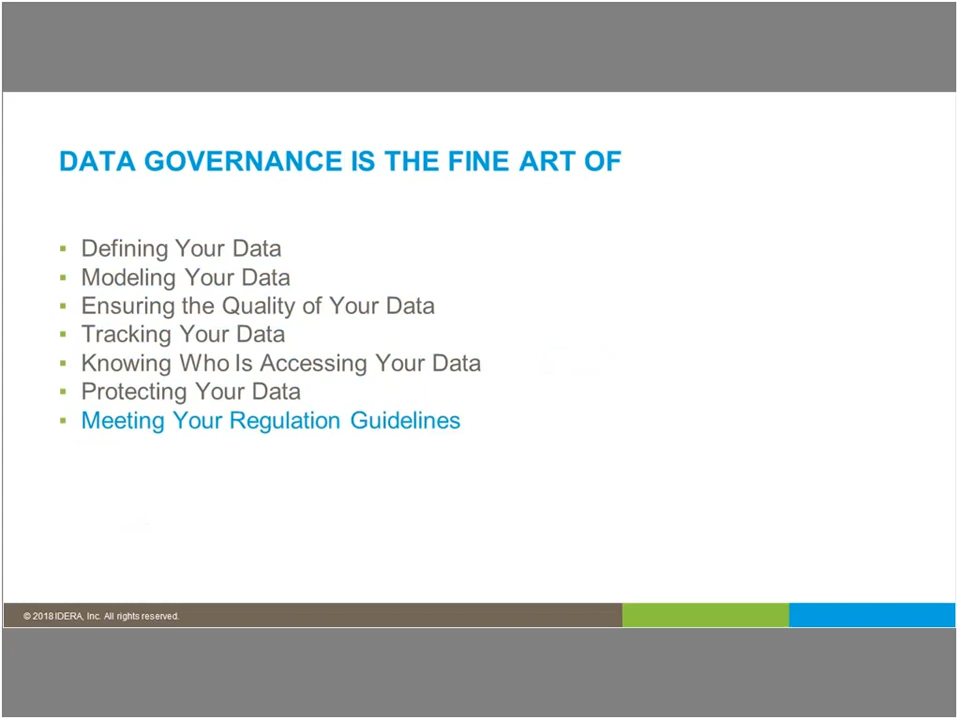 DATA GOVERNANCE IS THE FINE ART OF
▪ Defining Your Data
▪ Modeling Your Data
▪ Ensuring the Quality of Your Data
▪ Tracking Your Data
▪ Knowing Who Is Accessing Your Data
▪ Protecting Your Data
▪ Meeting Your Regulation Guidelines
© 2018 IDERA, Inc. All rights reserved.